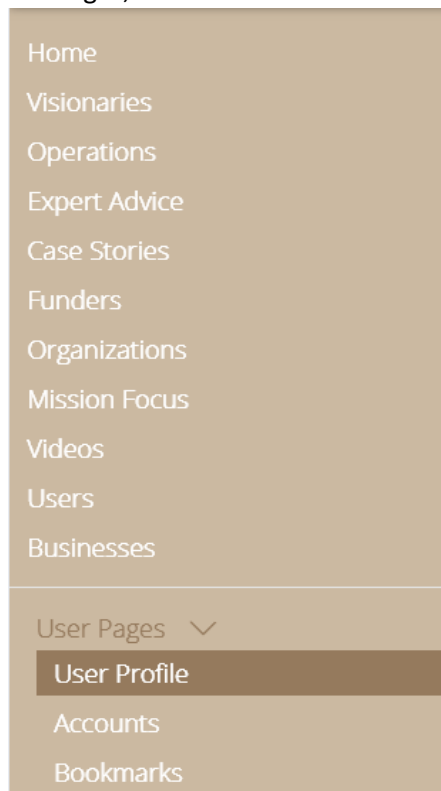 Home
Visionaries
Operations
Expert Advice
Case Stories
Funders
Organizations
Mission Focus
Videos
Users
Businesses
User Pages
User Profile
Accounts
Bookmarks